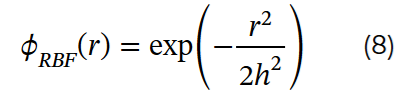 ϕ_RBF(r) = exp(−r²/2h²) (8)